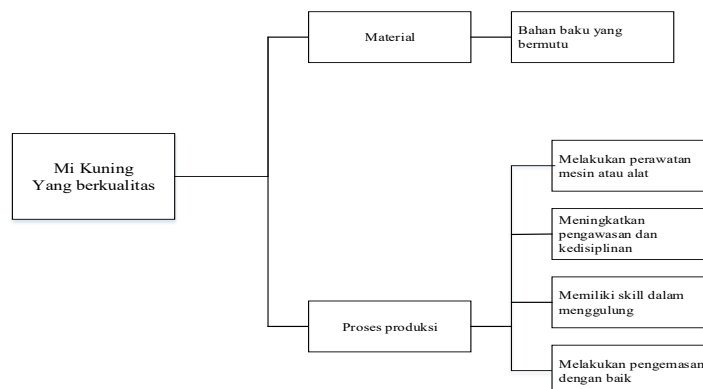 Mi Kuning
Yang berkualitas
Material
Bahan baku yang
bermutu
Proses produksi
Melakukan perawatan
mesin atau alat
Meningkatkan
pengawasan dan
kedisiplinan
Memiliki skill dalam
menggulung
Melakukan pengemasan
dengan baik